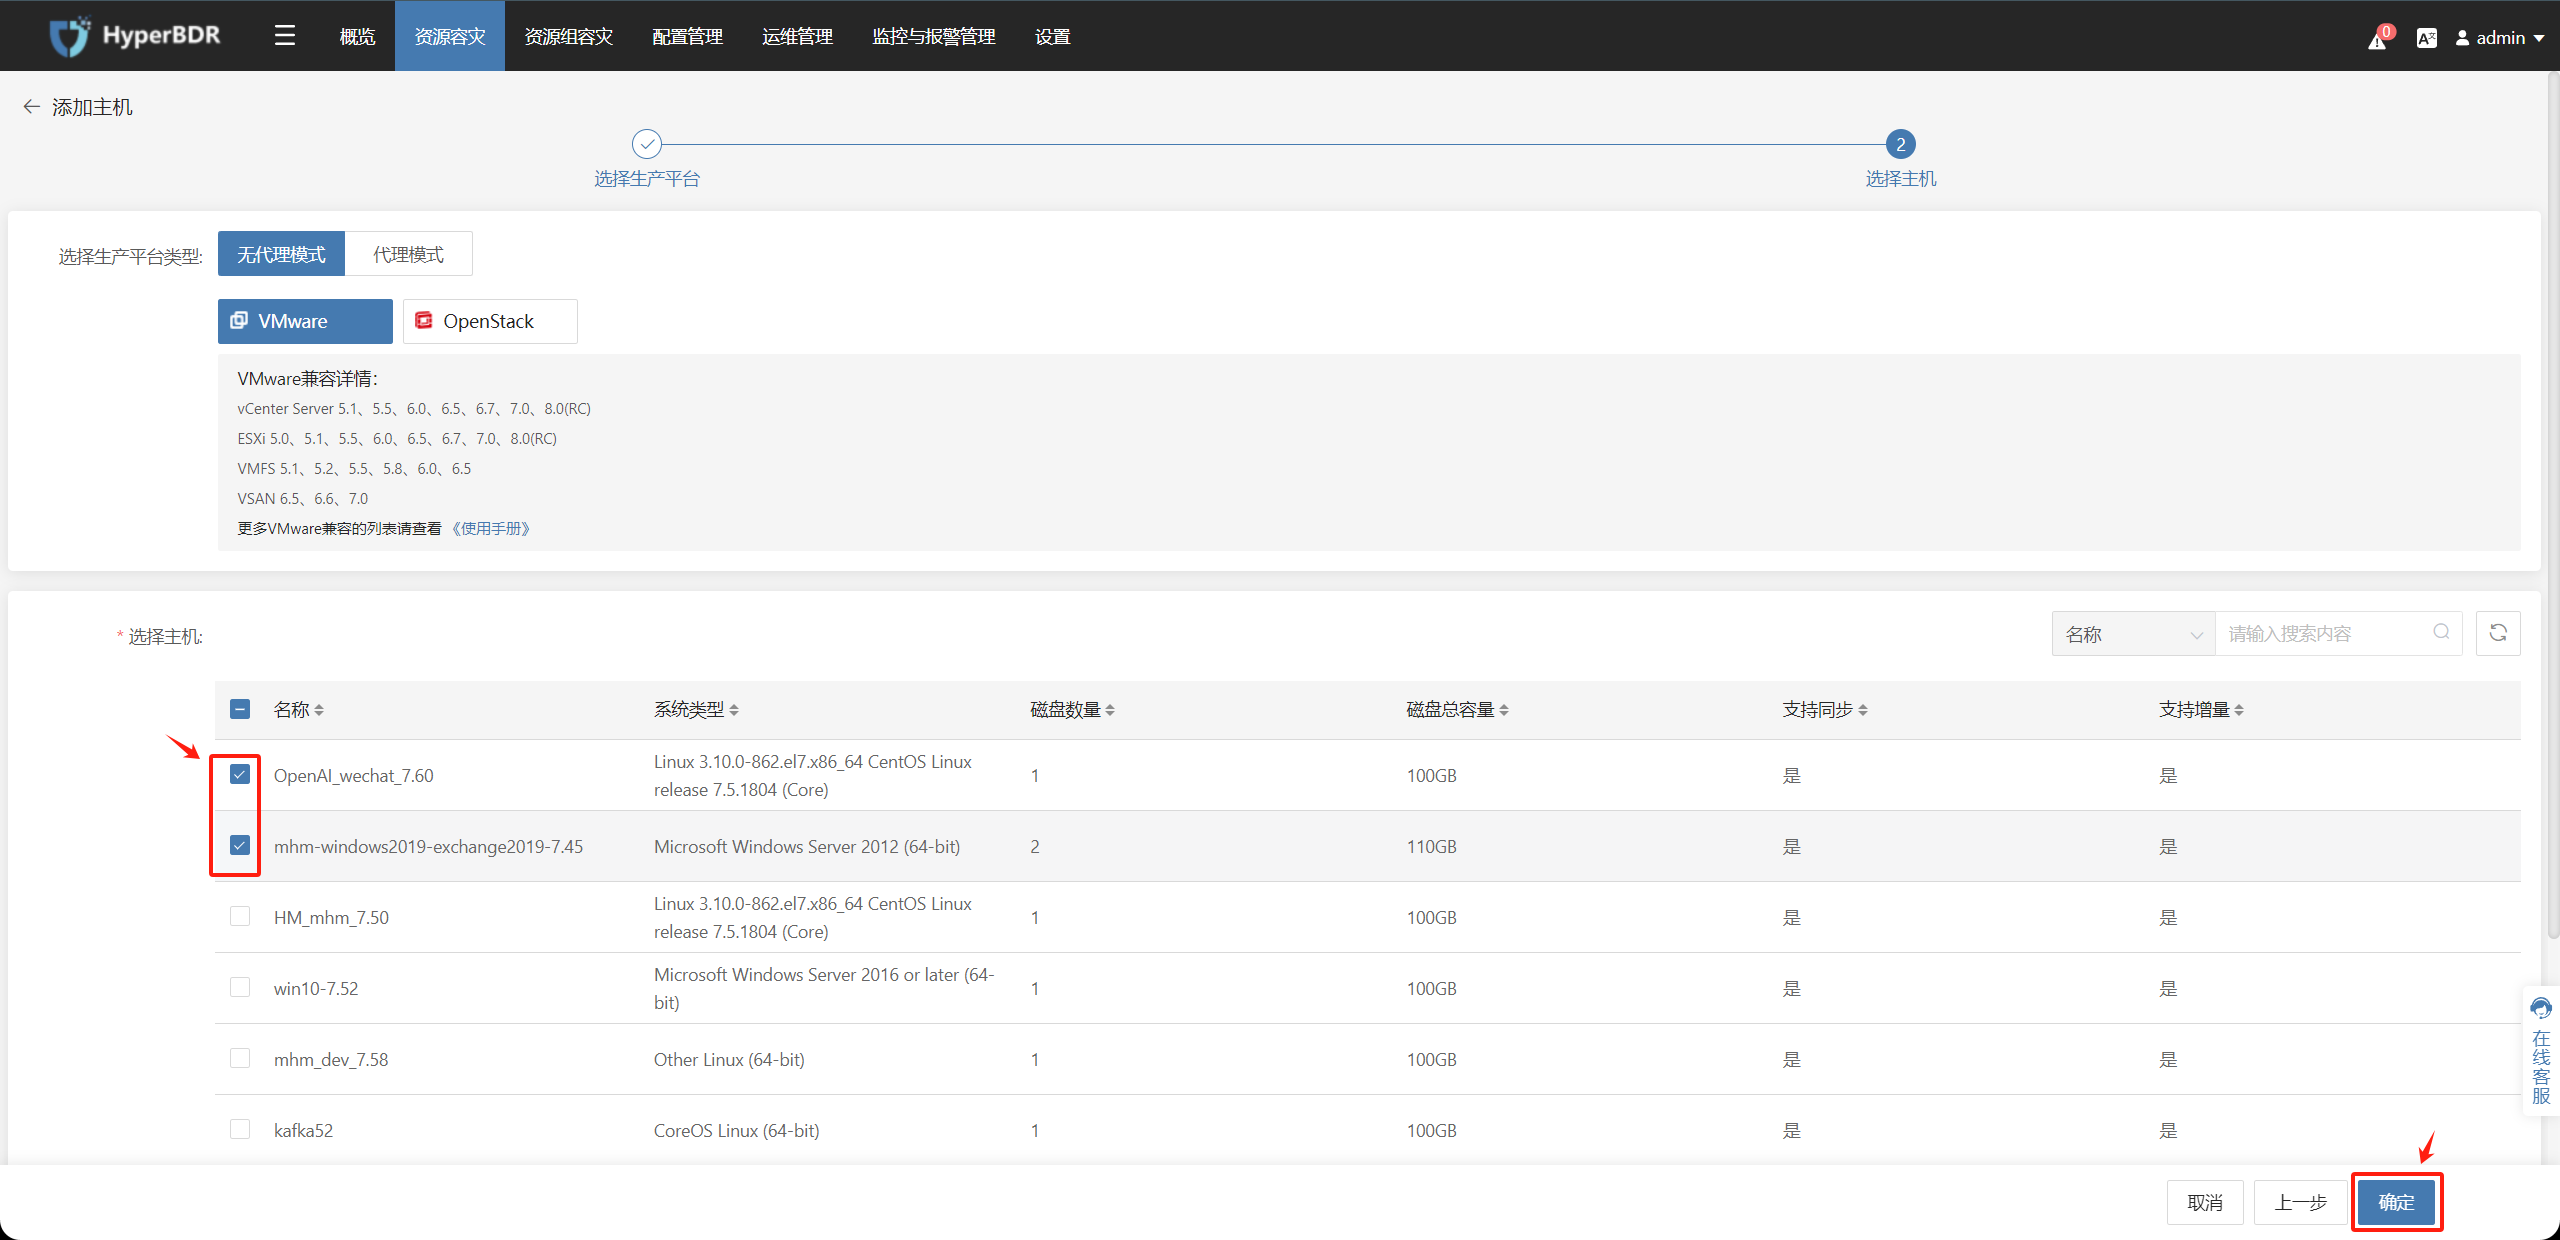 HyperBDR
概览
资源容灾
资源组容灾
配置管理
运维管理
监控与报警管理
设置
0
admin
添加主机
2
选择生产平台
选择主机
选择生产平台类型:
无代理模式
代理模式
VMware
OpenStack
VMware兼容详情：
vCenter Server 5.1、5.5、6.0、6.5、6.7、7.0、8.0(RC)
ESXi 5.0、5.1、5.5、6.0、6.5、6.7、7.0、8.0(RC)
VMFS 5.1、5.2、5.5、5.8、6.0、6.5
VSAN 6.5、6.6、7.0
更多VMware兼容的列表请查看 《使用手册》
* 选择主机:
名称
请输入搜索内容
名称 系统类型 磁盘数量 磁盘总容量 支持同步 支持增量
OpenAI_wechat_7.60 Linux 3.10.0-862.el7.x86_64 CentOS Linux release 7.5.1804 (Core) 1 100GB 是 是
mhm-windows2019-exchange2019-7.45 Microsoft Windows Server 2012 (64-bit) 2 110GB 是 是
HM_mhm_7.50 Linux 3.10.0-862.el7.x86_64 CentOS Linux release 7.5.1804 (Core) 1 100GB 是 是
win10-7.52 Microsoft Windows Server 2016 or later (64-bit) 1 100GB 是 是
mhm_dev_7.58 Other Linux (64-bit) 1 100GB 是 是
kafka52 CoreOS Linux (64-bit) 1 100GB 是 是
在线客服
取消
上一步
确定